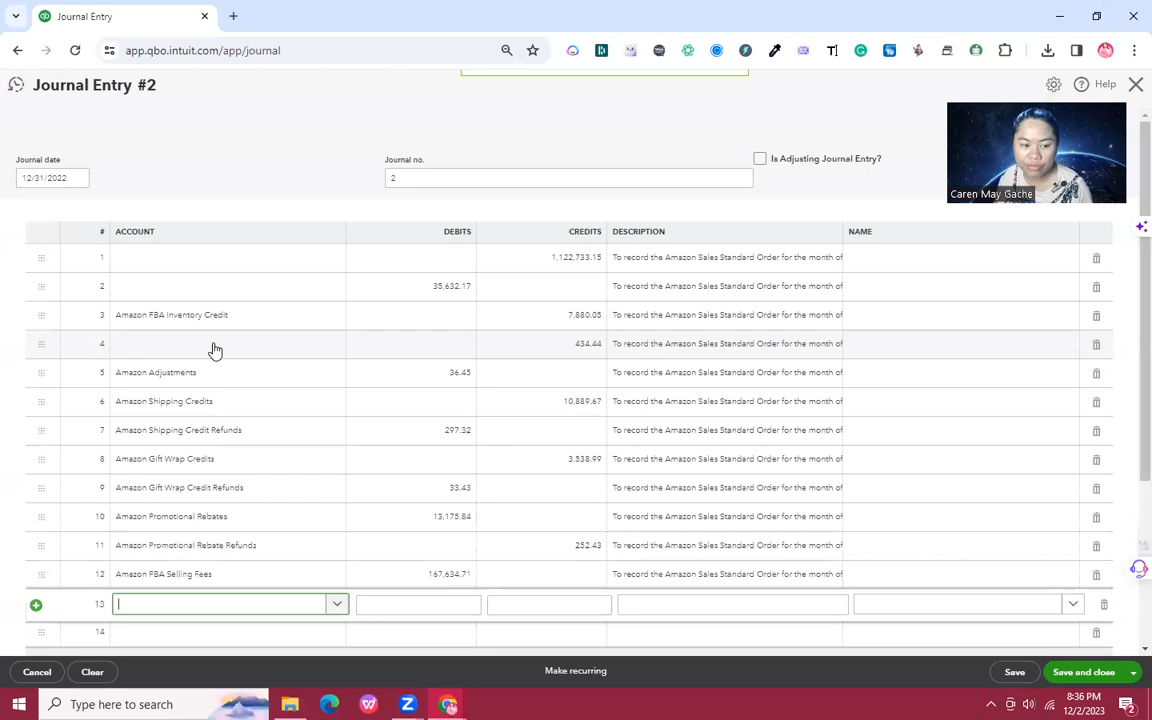 Journal Entry
app.qbo.intuit.com/app/journal
Journal Entry #2
Help
Journal date
Journal no.
Is Adjusting Journal Entry?
12/31/2022
2
Caren May Gache
# ACCOUNT DEBITS CREDITS DESCRIPTION NAME
1 1,122,733.15 To record the Amazon Sales Standard Order for the month of
2 35,632.17 To record the Amazon Sales Standard Order for the month of
3 Amazon FBA Inventory Credit 7,880.05 To record the Amazon Sales Standard Order for the month of
4 434.44 To record the Amazon Sales Standard Order for the month of
5 Amazon Adjustments 36.45 To record the Amazon Sales Standard Order for the month of
6 Amazon Shipping Credits 10,889.67 To record the Amazon Sales Standard Order for the month of
7 Amazon Shipping Credit Refunds 297.32 To record the Amazon Sales Standard Order for the month of
8 Amazon Gift Wrap Credits 3,538.99 To record the Amazon Sales Standard Order for the month of
9 Amazon Gift Wrap Credit Refunds 33.43 To record the Amazon Sales Standard Order for the month of
10 Amazon Promotional Rebates 13,175.84 To record the Amazon Sales Standard Order for the month of
11 Amazon Promotional Rebate Refunds 252.43 To record the Amazon Sales Standard Order for the month of
12 Amazon FBA Selling Fees 167,634.71 To record the Amazon Sales Standard Order for the month of
13
14
Cancel Clear Make recurring Save Save and close
Type here to search
8:36 PM
12/2/2023
2